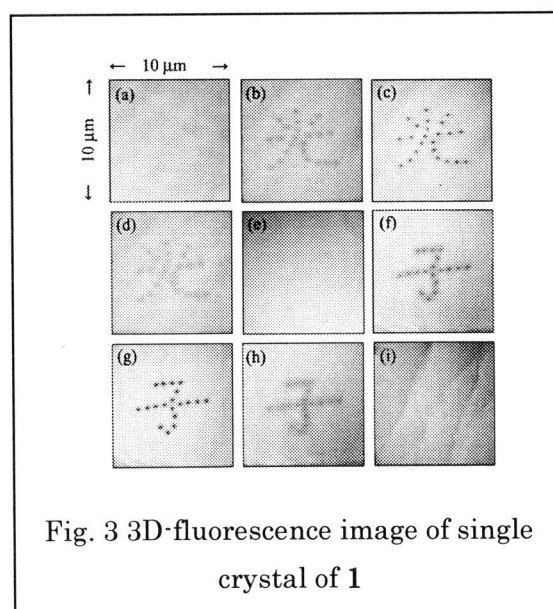 ← 10 μm →
← 10 μm →
(a) (b) (c)
光 光
(d) (e) (f)
光 子
(g) (h) (i)
子 子
Fig. 3 3D-fluorescence image of single
crystal of 1